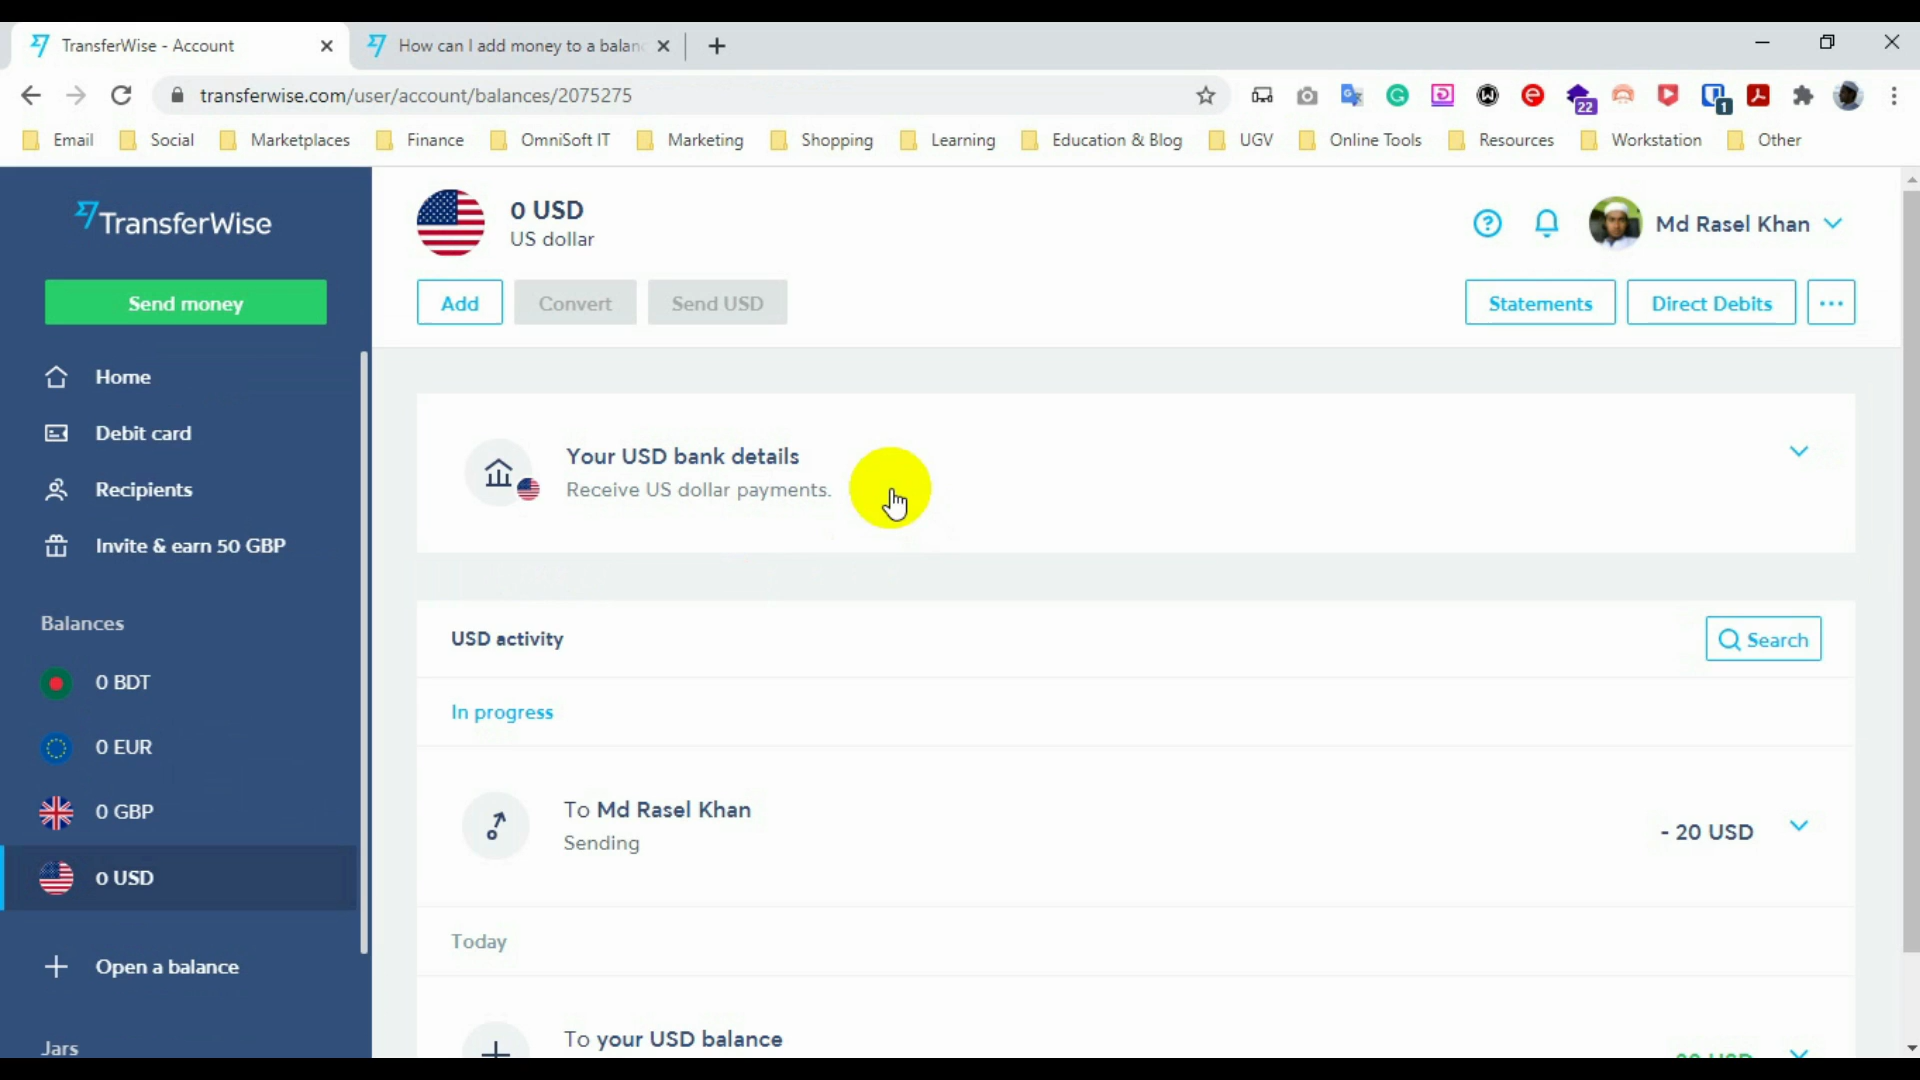 TransferWise - Account
How can I add money to a balan
transferwise.com/user/account/balances/2075275
22
1
Email
Social
Marketplaces
Finance
OmniSoft IT
Marketing
Shopping
Learning
Education & Blog
UGV
Online Tools
Resources
Workstation
Other
TransferWise
Send money
Home
Debit card
Recipients
Invite & earn 50 GBP
Balances
0 BDT
0 EUR
0 GBP
0 USD
Open a balance
Jars
0 USD
US dollar
Md Rasel Khan
Add
Convert
Send USD
Statements
Direct Debits
Your USD bank details
Receive US dollar payments.
USD activity
Search
In progress
To Md Rasel Khan
Sending
- 20 USD
Today
To your USD balance